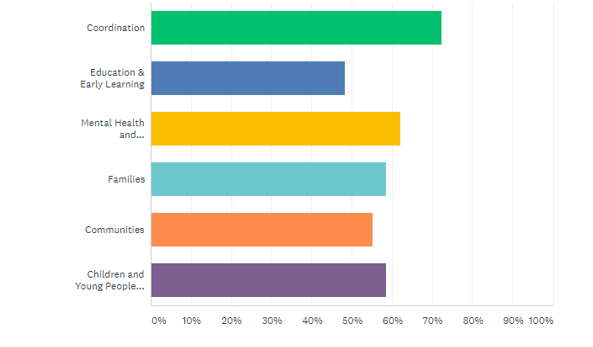 Coordination
Education &
Early Learning
Mental Health
and...
Families
Communities
Children and
Young People...
0% 10% 20% 30% 40% 50% 60% 70% 80% 90% 100%